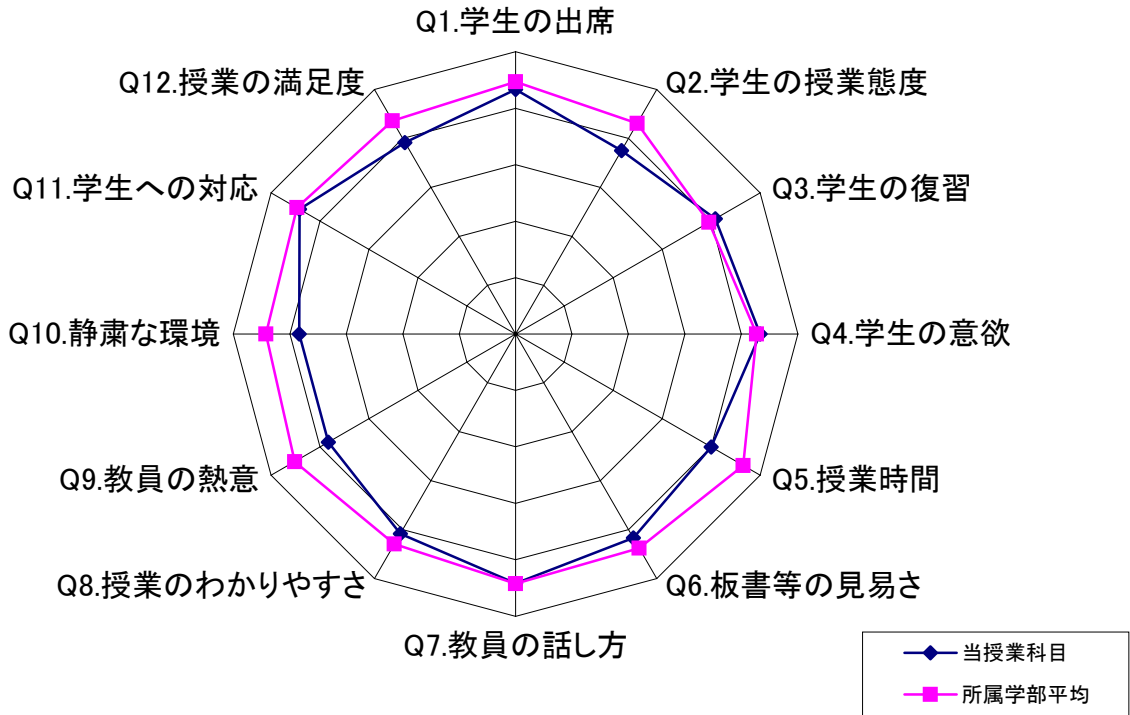 Q1.学生の出席
Q2.学生の授業態度
Q3.学生の復習
Q4.学生の意欲
Q5.授業時間
Q6.板書等の見易さ
Q7.教員の話し方
Q8.授業のわかりやすさ
Q9.教員の熱意
Q10.静粛な環境
Q11.学生への対応
Q12.授業の満足度
当授業科目
所属学部平均